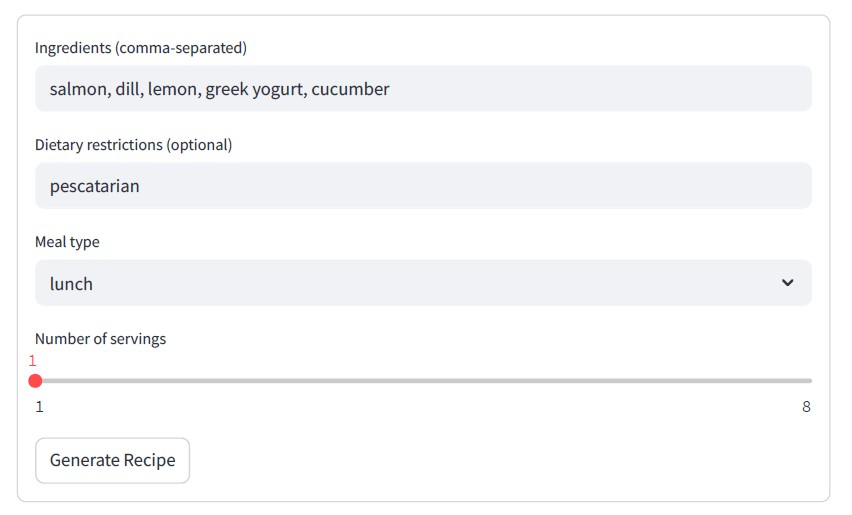 Ingredients (comma-separated)
salmon, dill, lemon, greek yogurt, cucumber
Dietary restrictions (optional)
pescatarian
Meal type
lunch
Number of servings
1
1 8
Generate Recipe